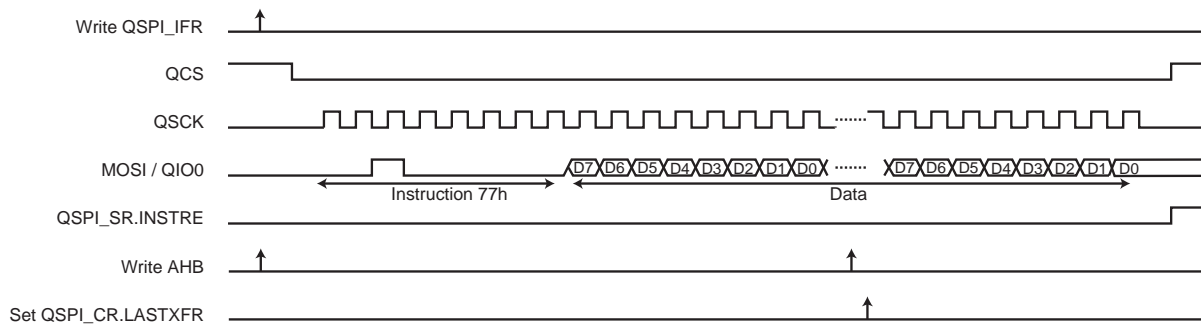 Write QSPI_IFR
QCS
QSCK
MOSI / QIO0
D7 D6 D5 D4 D3 D2 D1 D0 D7 D6 D5 D4 D3 D2 D1 D0
Instruction 77h
Data
QSPI_SR.INSTRE
Write AHB
Set QSPI_CR.LASTXFR